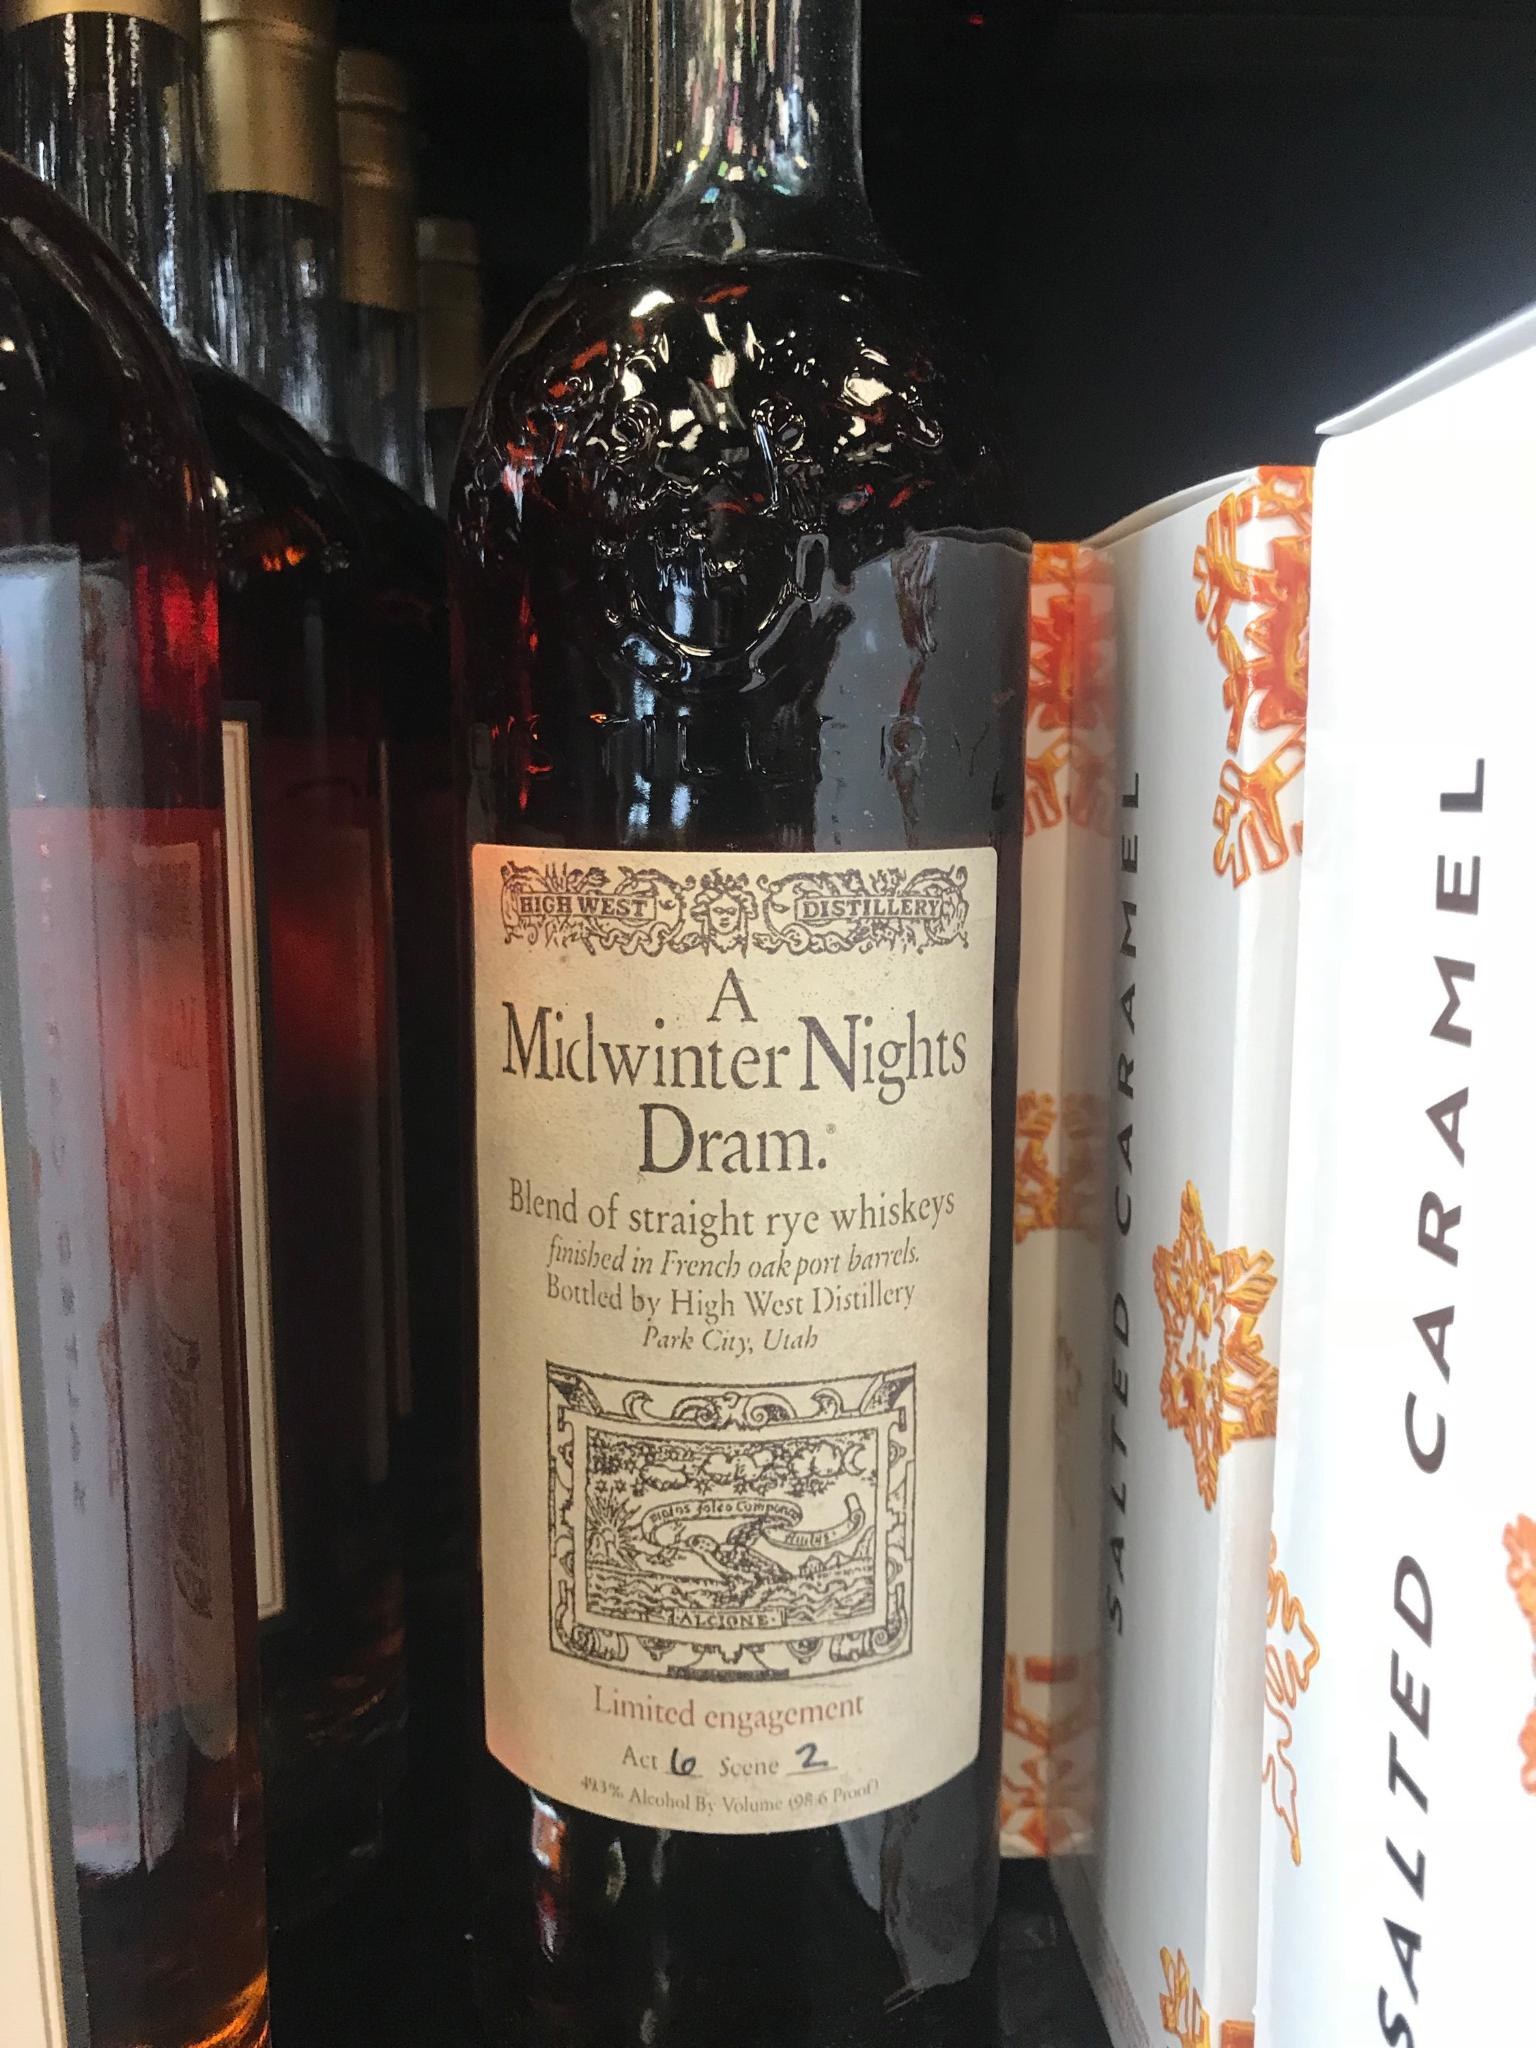 HIGH WEST DISTILLERY
A
Midwinter Nights
Dram.®
Blend of straight rye whiskeys
finished in French oak port barrels.
Bottled by High West Distillery
Park City, Utah
ALCIONE
Limited engagement
Act 6 Scene 2
49.3% Alcohol By Volume (98.6 Proof)
SALTED CARAMEL
SALTED CARAMEL